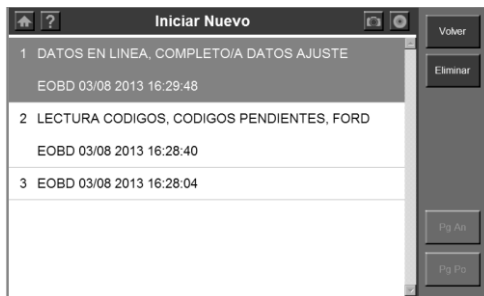 ? Iniciar Nuevo
Volver
1 DATOS EN LINEA, COMPLETO/A DATOS AJUSTE
EOBD 03/08 2013 16:29:48
Eliminar
2 LECTURA CODIGOS, CODIGOS PENDIENTES, FORD
EOBD 03/08 2013 16:28:40
3 EOBD 03/08 2013 16:28:04
Pg An
Pg Po